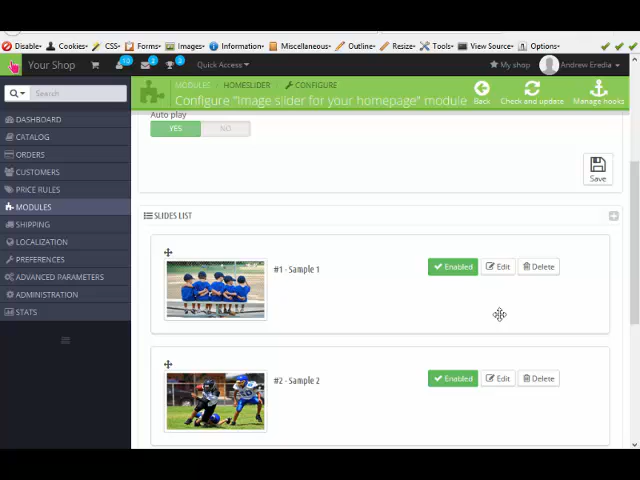 Disable▾ Cookies▾ CSS▾ Forms▾ Images▾ Information▾ Miscellaneous▾ Outline▾ Resize▾ Tools▾ View Source▾ Options▾
Your Shop Quick Access My shop Andrew Eredia
Search
MODULES HOMESLIDER CONFIGURE
Configure "Image slider for your homepage" module
Back Check and update Manage hooks
DASHBOARD
CATALOG
ORDERS
CUSTOMERS
PRICE RULES
MODULES
SHIPPING
LOCALIZATION
PREFERENCES
ADVANCED PARAMETERS
ADMINISTRATION
STATS
Auto play
YES NO
Save
SLIDES LIST
#1 - Sample 1 Enabled Edit Delete
#2 - Sample 2 Enabled Edit Delete